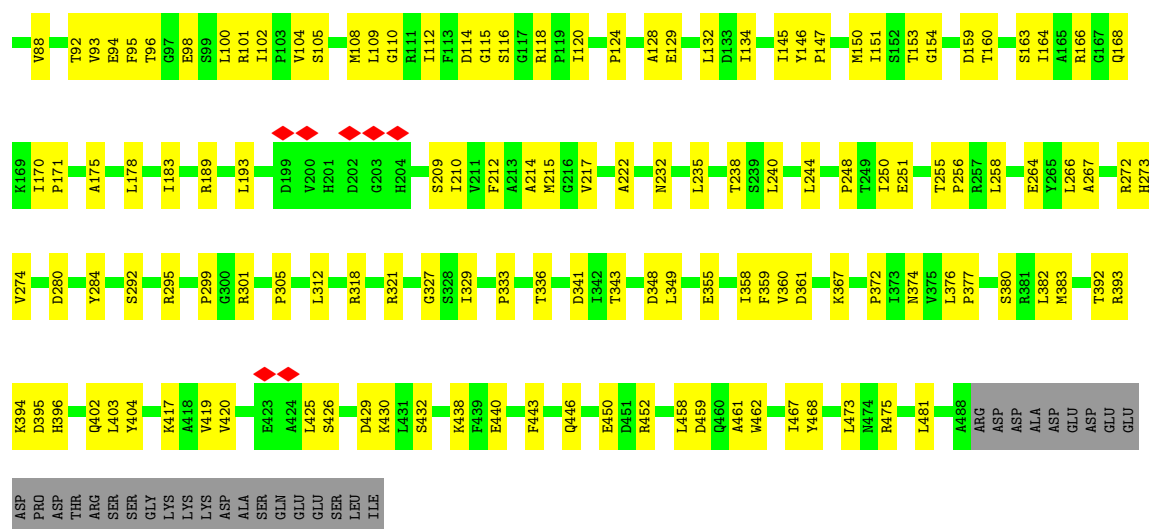 V88 T92 V93 E94 F95 T96 G97 E98 S99 L100 R101 I102 P103 V104 S105 M108 L109 G110 R111 I112 F113 D114 G115 S116 G117 R118 P119 I120 P124 A128 E129 L132 D133 I134 I145 Y146 P147 M150 I151 S152 T153 G154 D159 T160 S163 I164 A165 R166 G167 Q168
K169 I170 P171 A175 L178 I183 R189 L193 D199 V200 H201 D202 G203 H204 S209 I210 V211 F212 A213 A214 M215 G216 V217 A222 N232 L235 T238 S239 L240 L244 P248 T249 I250 E251 T255 P256 R257 L258 E264 Y265 L266 A267 R272 H273
V274 D280 Y284 S292 R295 P299 G300 R301 P305 L312 R318 R321 G327 S328 I329 P333 T336 D341 I342 T343 D348 L349 E355 I358 F359 V360 D361 K367 P372 I373 N374 V375 L376 P377 S380 R381 L382 M383 T392 R393
K394 D395 H396 Q402 L403 Y404 K417 A418 V419 V420 E423 A424 L425 S426 D429 K430 L431 S432 K438 F439 E440 F443 Q446 E450 D451 R452 L458 D459 Q460 A461 W462 I467 Y468 L473 N474 R475 L481 A488 ARG ASP ASP ALA ASP GLU ASP GLU GLU
ASP PRO ASP THR ARG SER SER GLY LYS LYS LYS ASP ALA SER GLN GLU GLU SER LEU ILE